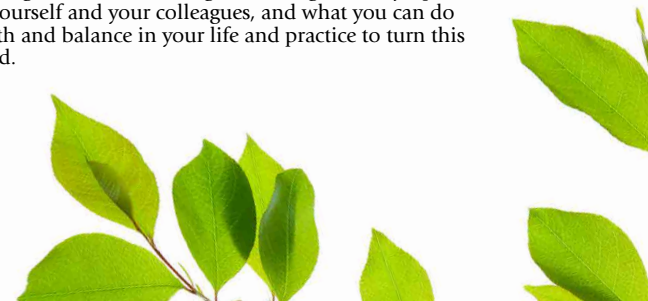 ourself and your colleagues, and what you can do
th and balance in your life and practice to turn this
d.